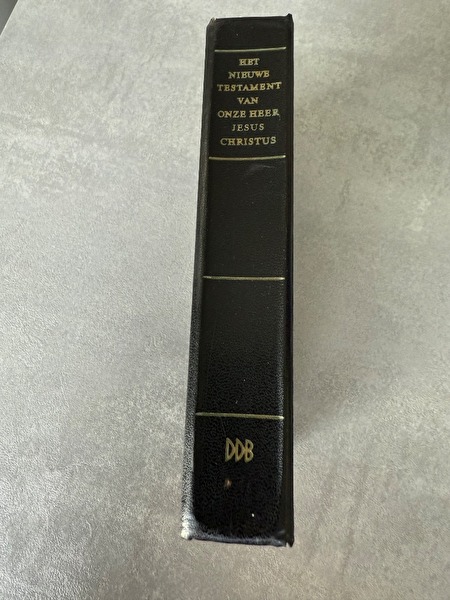 HET
NIEUWE
TESTAMENT
VAN
ONZE HEER
JESUS
CHRISTUS
DDB